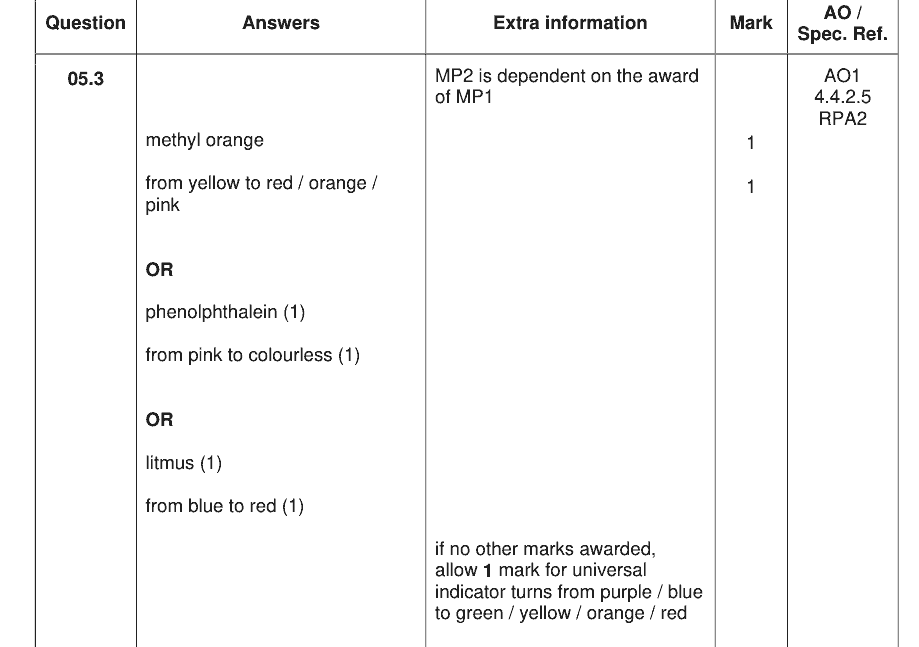 Question Answers Extra information Mark AO /
Spec. Ref.
05.3 MP2 is dependent on the award
of MP1
AO1
4.4.2.5
RPA2
methyl orange 1
from yellow to red / orange /
pink
1
OR
phenolphthalein (1)
from pink to colourless (1)
OR
litmus (1)
from blue to red (1)
if no other marks awarded,
allow 1 mark for universal
indicator turns from purple / blue
to green / yellow / orange / red